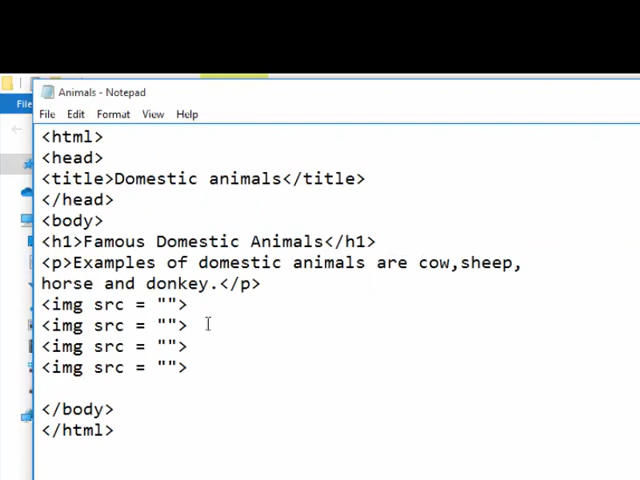 Animals - Notepad
File Edit Format View Help
File
<html>
<head>
<title>Domestic animals</title>
</head>
<body>
<h1>Famous Domestic Animals</h1>
<p>Examples of domestic animals are cow,sheep,
horse and donkey.</p>
<img src = "">
<img src = "">
<img src = "">
<img src = "">
</body>
</html>